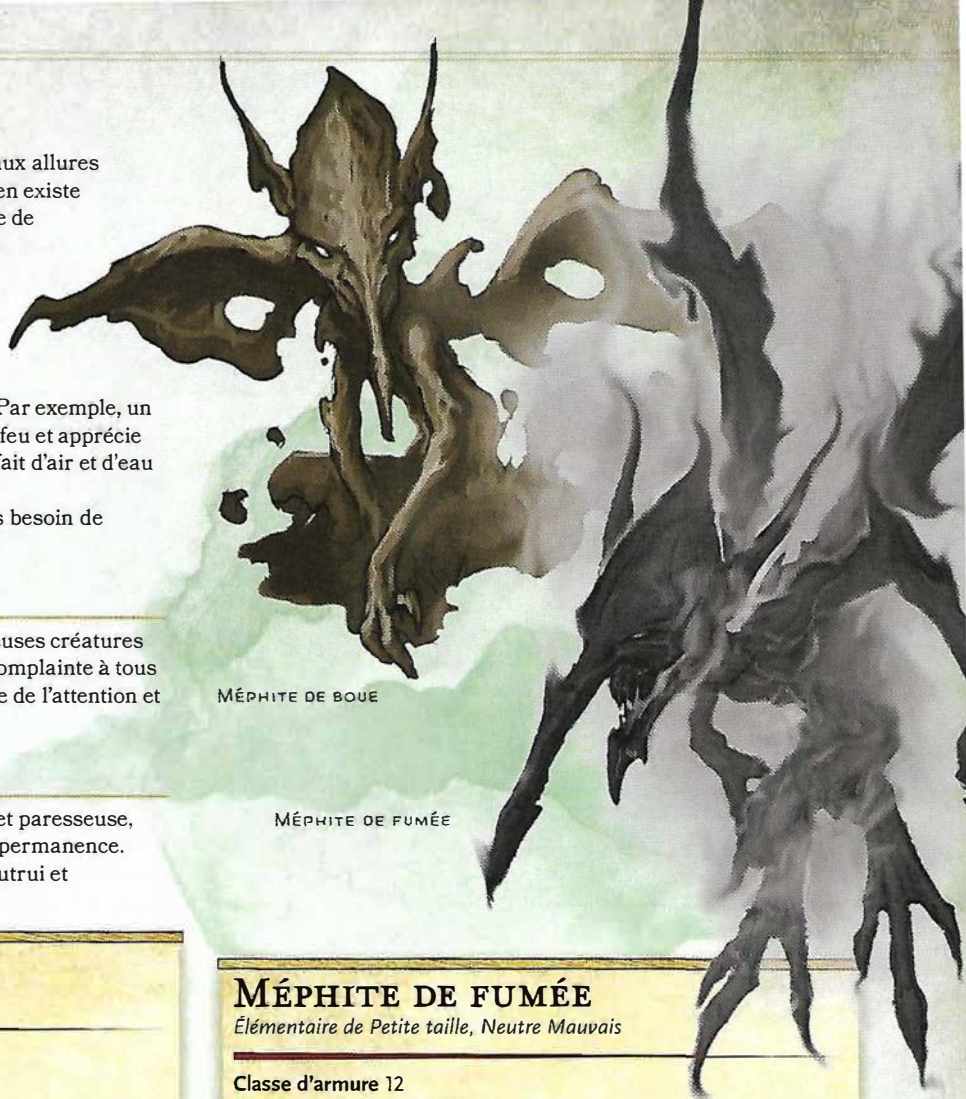 aux allures
en existe
e de
Par exemple, un
feu et apprécie
fait d'air et d'eau
s besoin de
euses créatures
omplainte à tous
e de l'attention et
MÉPHITE DE BOUE
MÉPHITE DE FUMÉE
et paresseuse,
permanence.
utrui et
MÉPHITE DE FUMÉE
Élémentaire de Petite taille, Neutre Mauvais
Classe d'armure 12